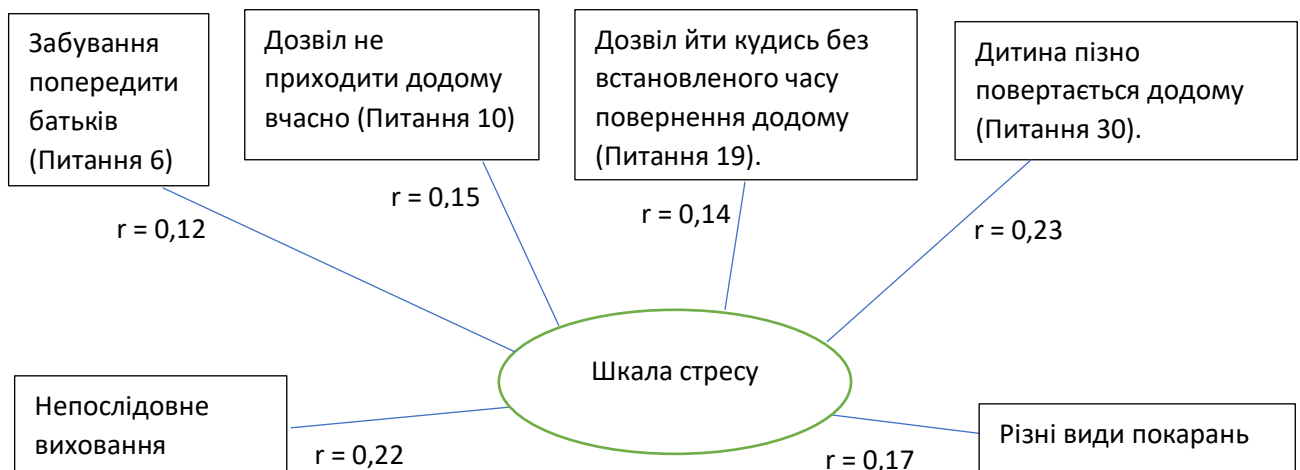 Забування
попередити
батьків
(Питання 6)
Дозвіл не
приходити додому
вчасно (Питання 10)
Дозвіл йти кудись без
встановленого часу
повернення додому
(Питання 19).
Дитина пізно
повертається додому
(Питання 30).
r = 0,12
r = 0,15
r = 0,14
r = 0,23
Шкала стресу
Непослідовне
виховання
r = 0,22
r = 0,17
Різні види покарань